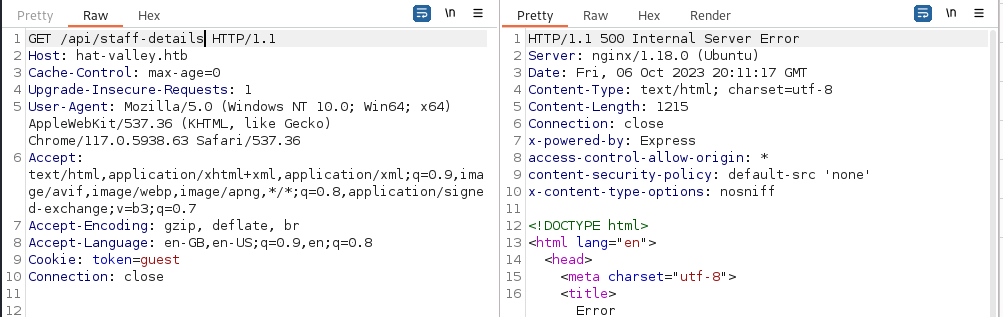 Pretty Raw Hex \n
1 GET /api/staff-details HTTP/1.1
2 Host: hat-valley.htb
3 Cache-Control: max-age=0
4 Upgrade-Insecure-Requests: 1
5 User-Agent: Mozilla/5.0 (Windows NT 10.0; Win64; x64)
AppleWebKit/537.36 (KHTML, like Gecko)
Chrome/117.0.5938.63 Safari/537.36
6 Accept:
text/html,application/xhtml+xml,application/xml;q=0.9,ima
ge/avif,image/webp,image/apng,*/*;q=0.8,application/signe
d-exchange;v=b3;q=0.7
7 Accept-Encoding: gzip, deflate, br
8 Accept-Language: en-GB,en-US;q=0.9,en;q=0.8
9 Cookie: token=guest
10 Connection: close
11
12
Pretty Raw Hex Render \n
1 HTTP/1.1 500 Internal Server Error
2 Server: nginx/1.18.0 (Ubuntu)
3 Date: Fri, 06 Oct 2023 20:11:17 GMT
4 Content-Type: text/html; charset=utf-8
5 Content-Length: 1215
6 Connection: close
7 x-powered-by: Express
8 access-control-allow-origin: *
9 content-security-policy: default-src 'none'
10 x-content-type-options: nosniff
11
12 <!DOCTYPE html>
13 <html lang="en">
14 <head>
15 <meta charset="utf-8">
16 <title>
Error